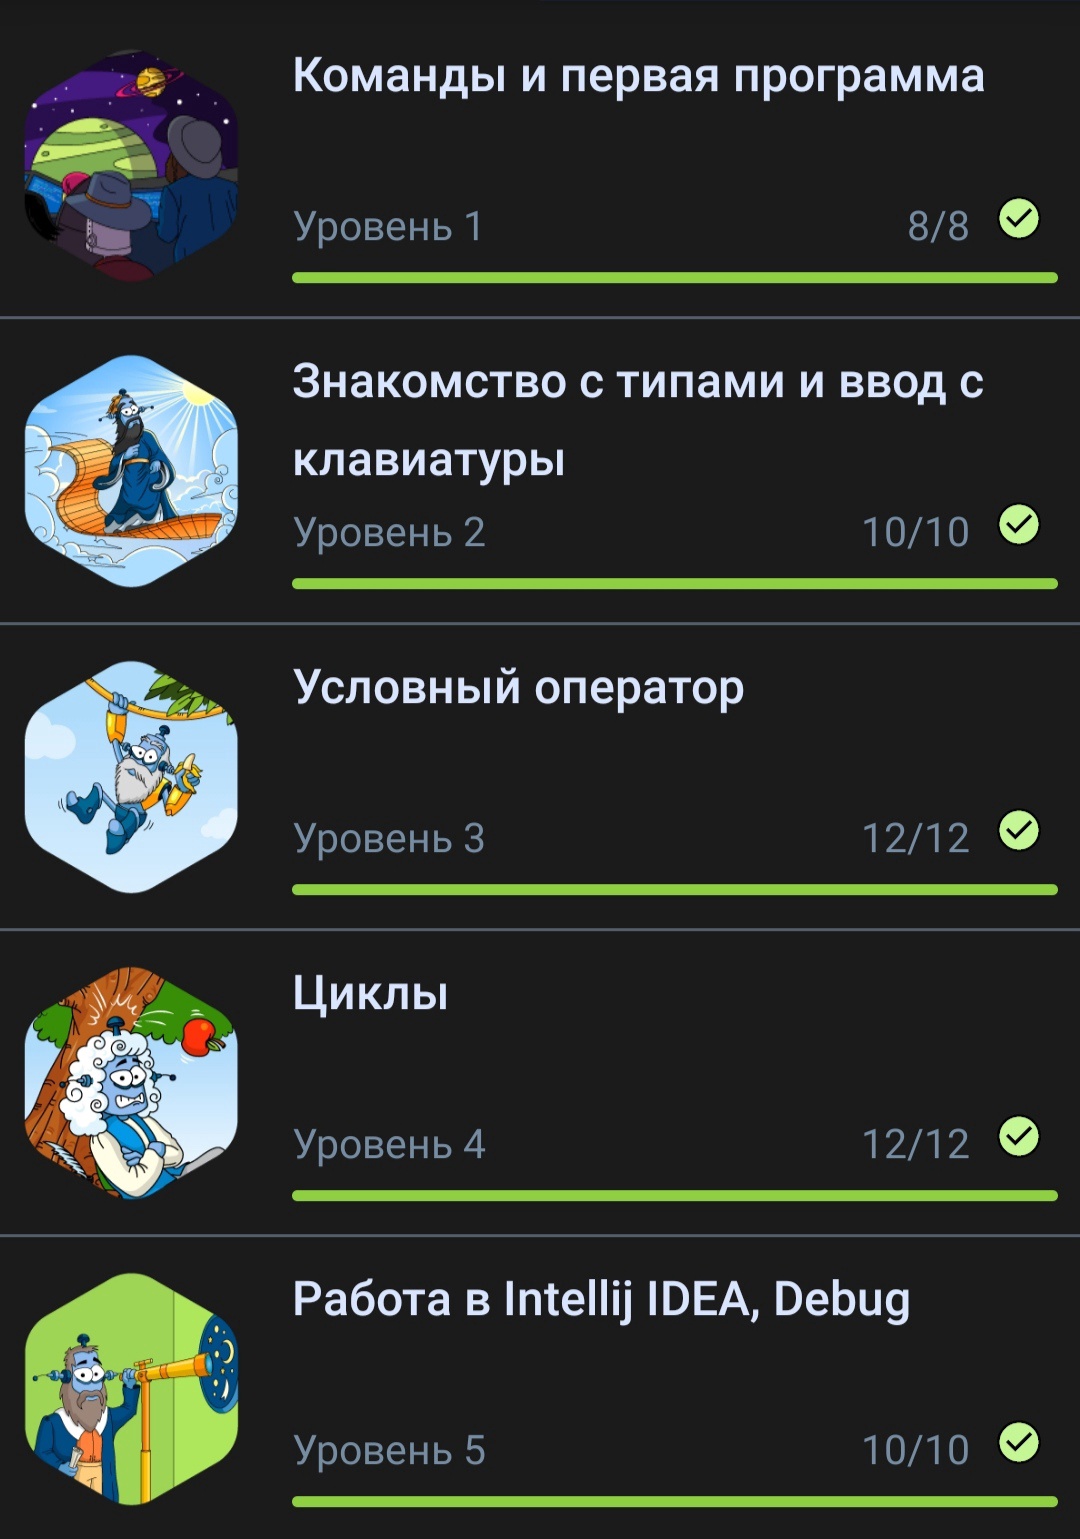 Команды и первая программа
Уровень 1 8/8
Знакомство с типами и ввод с
клавиатуры
Уровень 2 10/10
Условный оператор
Уровень 3 12/12
Циклы
Уровень 4 12/12
Работа в Intellij IDEA, Debug
Уровень 5 10/10